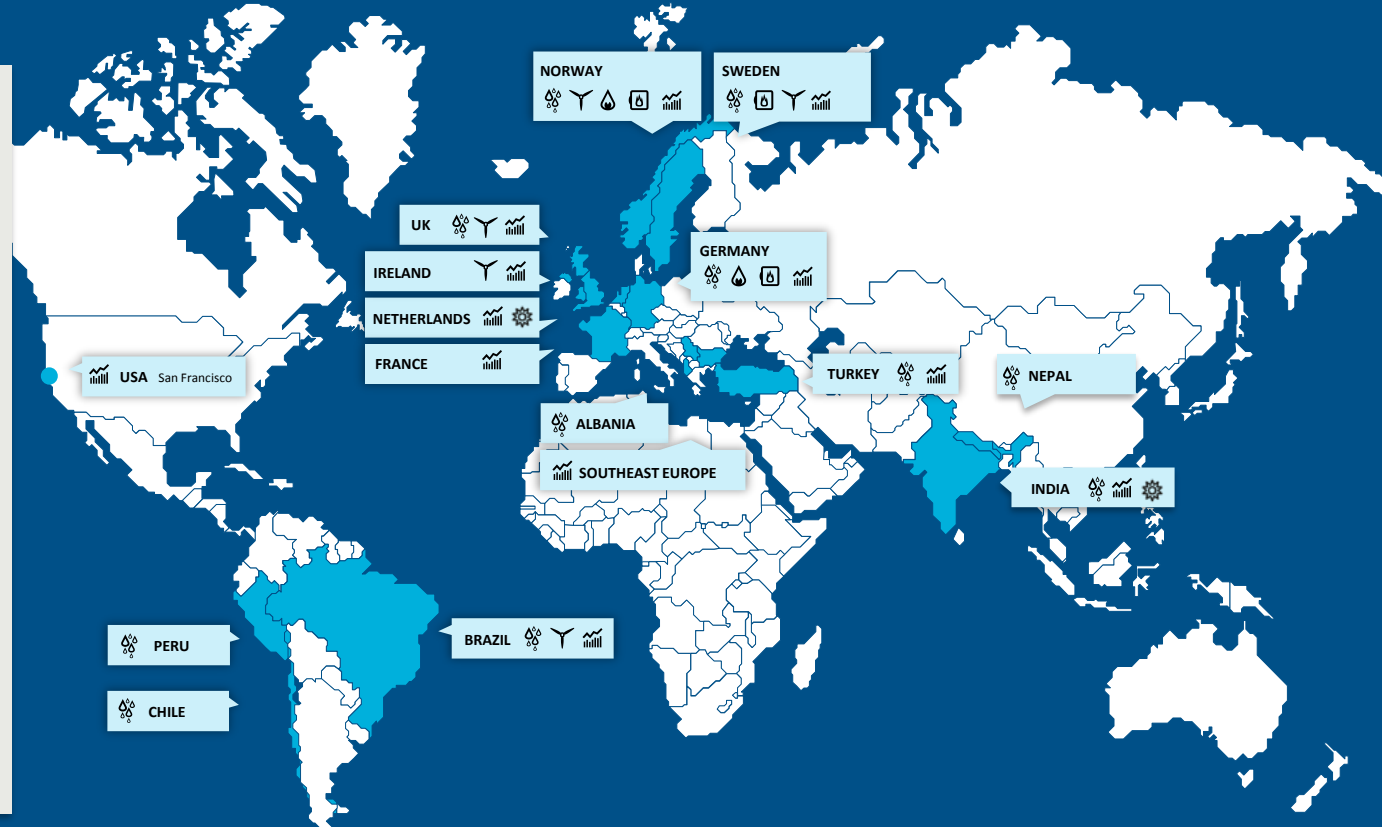 NORWAY
SWEDEN
UK
IRELAND
NETHERLANDS
FRANCE
GERMANY
USA San Francisco
TURKEY
NEPAL
ALBANIA
SOUTHEAST EUROPE
INDIA
PERU
BRAZIL
CHILE